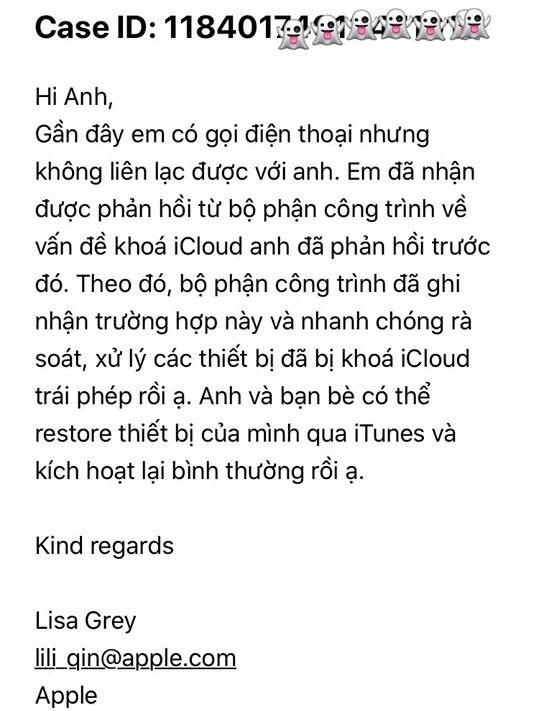 Case ID: 1184017
Hi Anh,
Gần đây em có gọi điện thoại nhưng
không liên lạc được với anh. Em đã nhận
được phản hồi từ bộ phận công trình về
vấn đề khoá iCloud anh đã phản hồi trước
đó. Theo đó, bộ phận công trình đã ghi
nhận trường hợp này và nhanh chóng rà
soát, xử lý các thiết bị đã bị khoá iCloud
trái phép rồi ạ. Anh và bạn bè có thể
restore thiết bị của mình qua iTunes và
kích hoạt lại bình thường rồi ạ.
Kind regards
Lisa Grey
lili_qin@apple.com
Apple